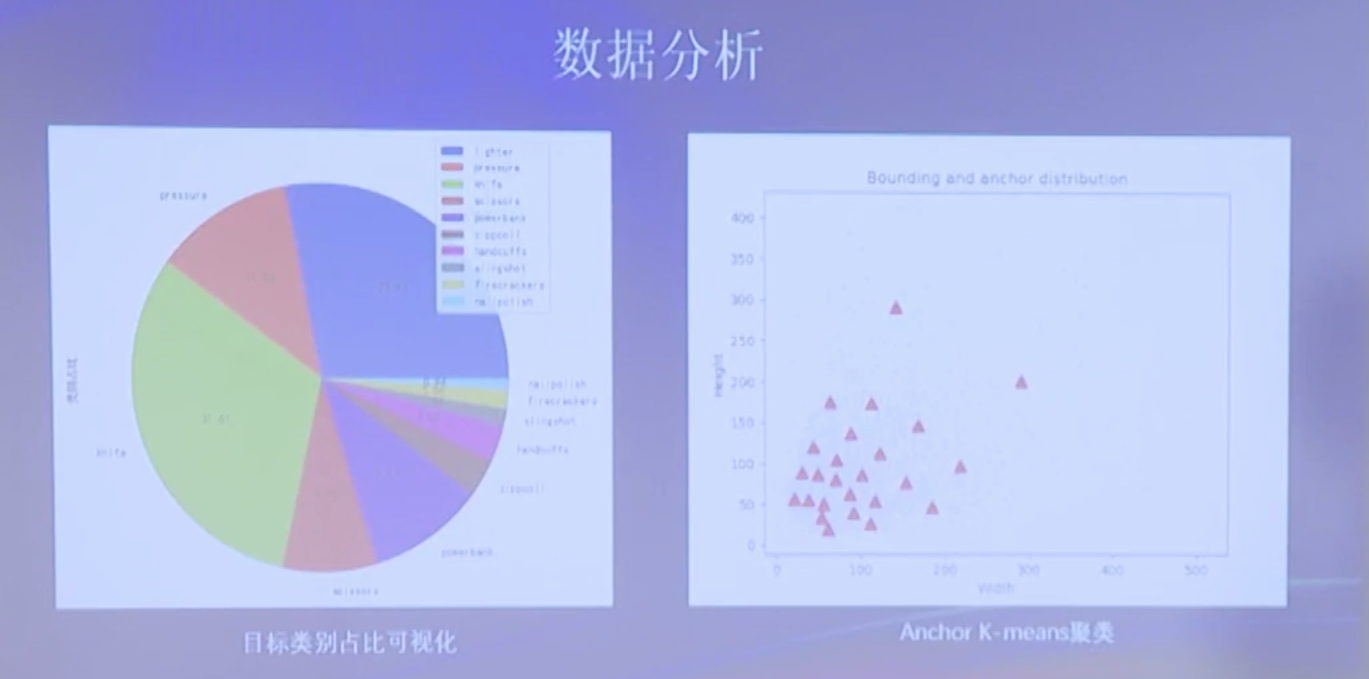 数据分析
lighter
pressure
knife
scissors
powerbank
zippooil
handcuffs
slingshot
firecrackers
nailpolish
pressure
knife
scissors
powerbank
zippooil
handcuffs
slingshot
firecrackers
nailpolish
类别占比
目标类别占比可视化
Bounding and anchor distribution
Height
400
350
300
250
200
150
100
50
0
0 100 200 300 400 500
Width
Anchor K-means聚类